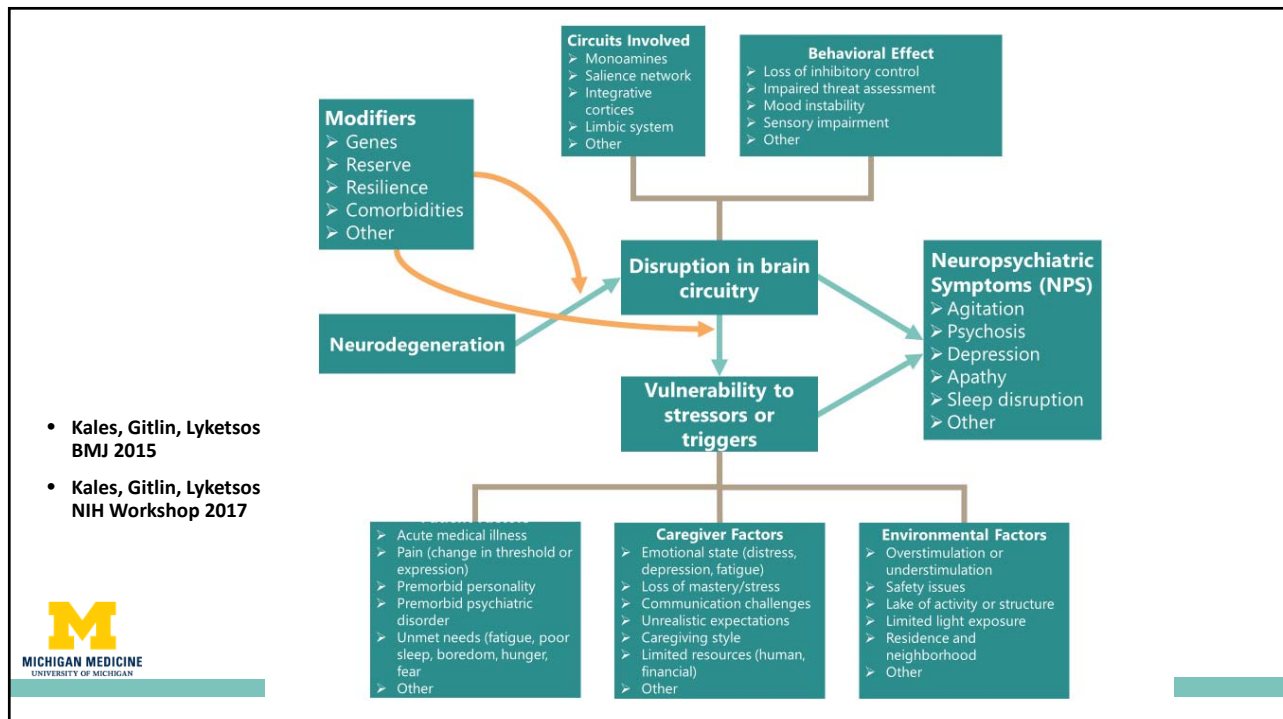 Circuits Involved
➢ Monoamines
➢ Salience network
➢ Integrative
cortices
➢ Limbic system
➢ Other
Behavioral Effect
➢ Loss of inhibitory control
➢ Impaired threat assessment
➢ Mood instability
➢ Sensory impairment
➢ Other
Modifiers
➢ Genes
➢ Reserve
➢ Resilience
➢ Comorbidities
➢ Other
Disruption in brain
circuitry
Neurodegeneration
Neuropsychiatric
Symptoms (NPS)
➢ Agitation
➢ Psychosis
➢ Depression
➢ Apathy
➢ Sleep disruption
➢ Other
Vulnerability to
stressors or
triggers
• Kales, Gitlin, Lyketsos
BMJ 2015
• Kales, Gitlin, Lyketsos
NIH Workshop 2017
➢ Acute medical illness
➢ Pain (change in threshold or
expression)
➢ Premorbid personality
➢ Premorbid psychiatric
disorder
➢ Unmet needs (fatigue, poor
sleep, boredom, hunger,
fear
➢ Other
Caregiver Factors
➢ Emotional state (distress,
depression, fatigue)
➢ Loss of mastery/stress
➢ Communication challenges
➢ Unrealistic expectations
➢ Caregiving style
➢ Limited resources (human,
financial)
➢ Other
Environmental Factors
➢ Overstimulation or
understimulation
➢ Safety issues
➢ Lake of activity or structure
➢ Limited light exposure
➢ Residence and
neighborhood
➢ Other
M
MICHIGAN MEDICINE
UNIVERSITY OF MICHIGAN